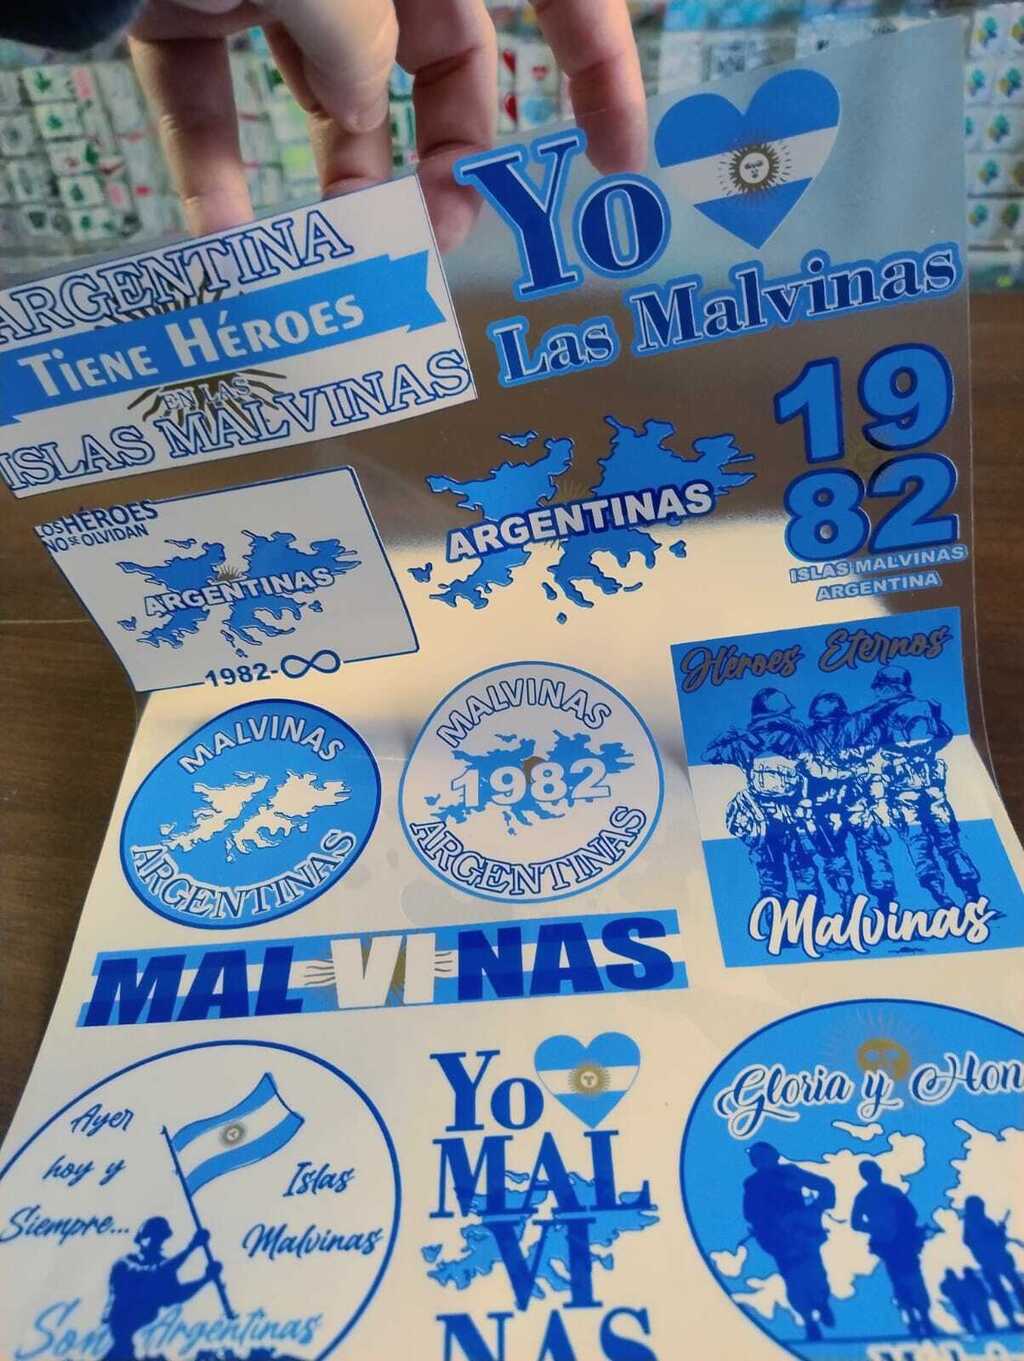 ARGENTINA
TIENE HÉROES
EN LAS
ISLAS MALVINAS
Yo
Las Malvinas
LOS HÉROES
NO SE OLVIDAN
ARGENTINAS
1982-∞
ARGENTINAS
19
82
ISLAS MALVINAS
ARGENTINA
MALVINAS
ARGENTINAS
MALVINAS
1982
ARGENTINAS
Héroes Eternos
Malvinas
MALVINAS
Ayer
hoy y
Siempre...
Islas
Malvinas
Son Argentinas
Yo
MAL
VI
NAS
Gloria y Hon